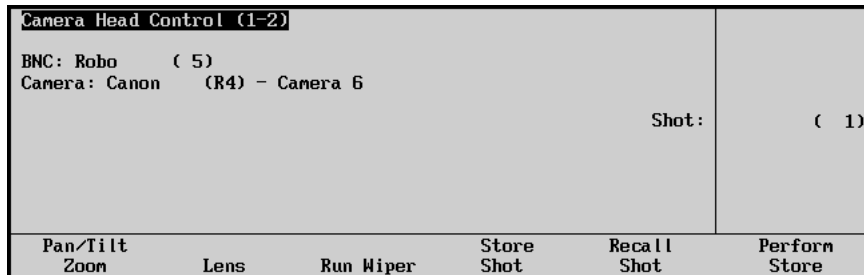 Camera Head Control (1-2)
BNC: Robo ( 5)
Camera: Canon (R4) - Camera 6
Shot: ( 1)
Pan/Tilt Zoom Lens Run Wiper Store Shot Recall Shot Perform Store